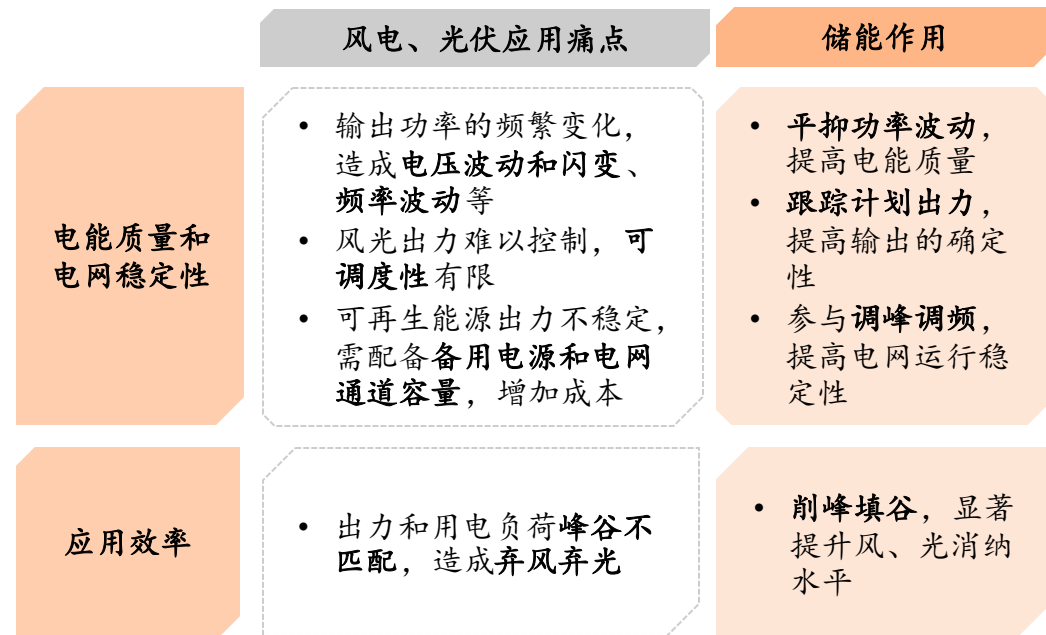 风电、光伏应用痛点
储能作用
电能质量和
电网稳定性
• 输出功率的频繁变化，
造成电压波动和闪变、
频率波动等
• 风光出力难以控制，可
调度性有限
• 可再生能源出力不稳定，
需配备备用电源和电网
通道容量，增加成本
• 平抑功率波动，
提高电能质量
• 跟踪计划出力，
提高输出的确定
性
• 参与调峰调频，
提高电网运行稳
定性
应用效率
• 出力和用电负荷峰谷不
匹配，造成弃风弃光
• 削峰填谷，显著
提升风、光消纳
水平